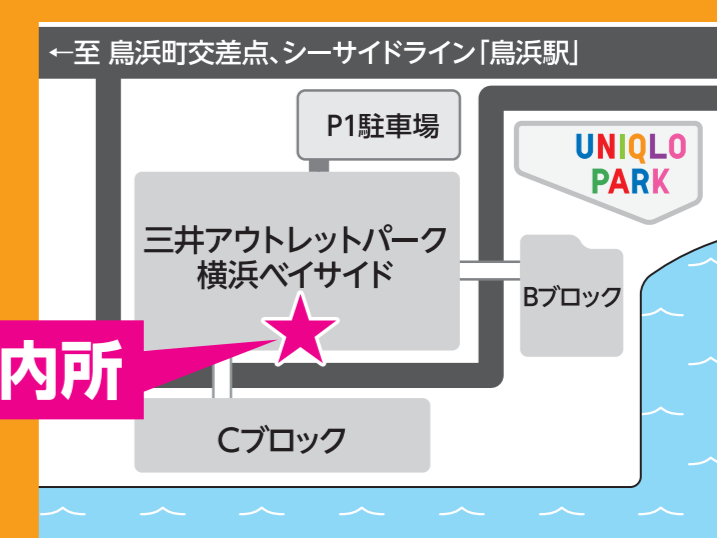 ←至 鳥浜町交差点、シーサイドライン「鳥浜駅」
P1駐車場
UNIQLO
PARK
三井アウトレットパーク
横浜ベイサイド
Bブロック
内所
Cブロック